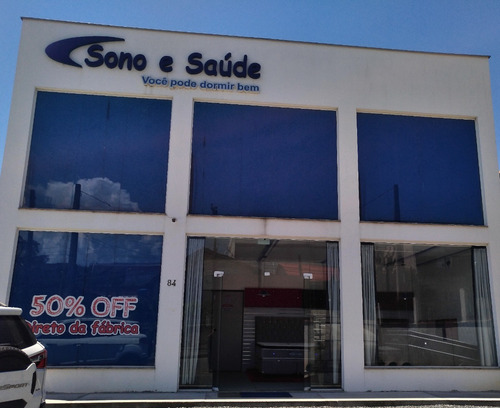 Sono e Saúde
Você pode dormir bem
84
50% OFF
direto da fábrica